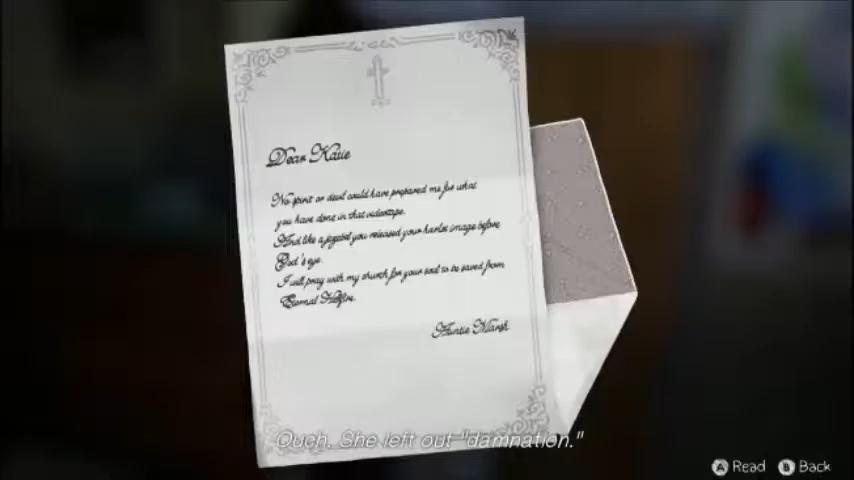 Dear Katie
No spirit or devil could have prepared me for what
you have done in that videotape.
And like a jezebel you released your harlot image before
God's eye.
I will pray with my church for your soul to be saved from
Eternal Hellfire.
Auntie Marsh
Ouch. She left out "damnation."
A Read B Back